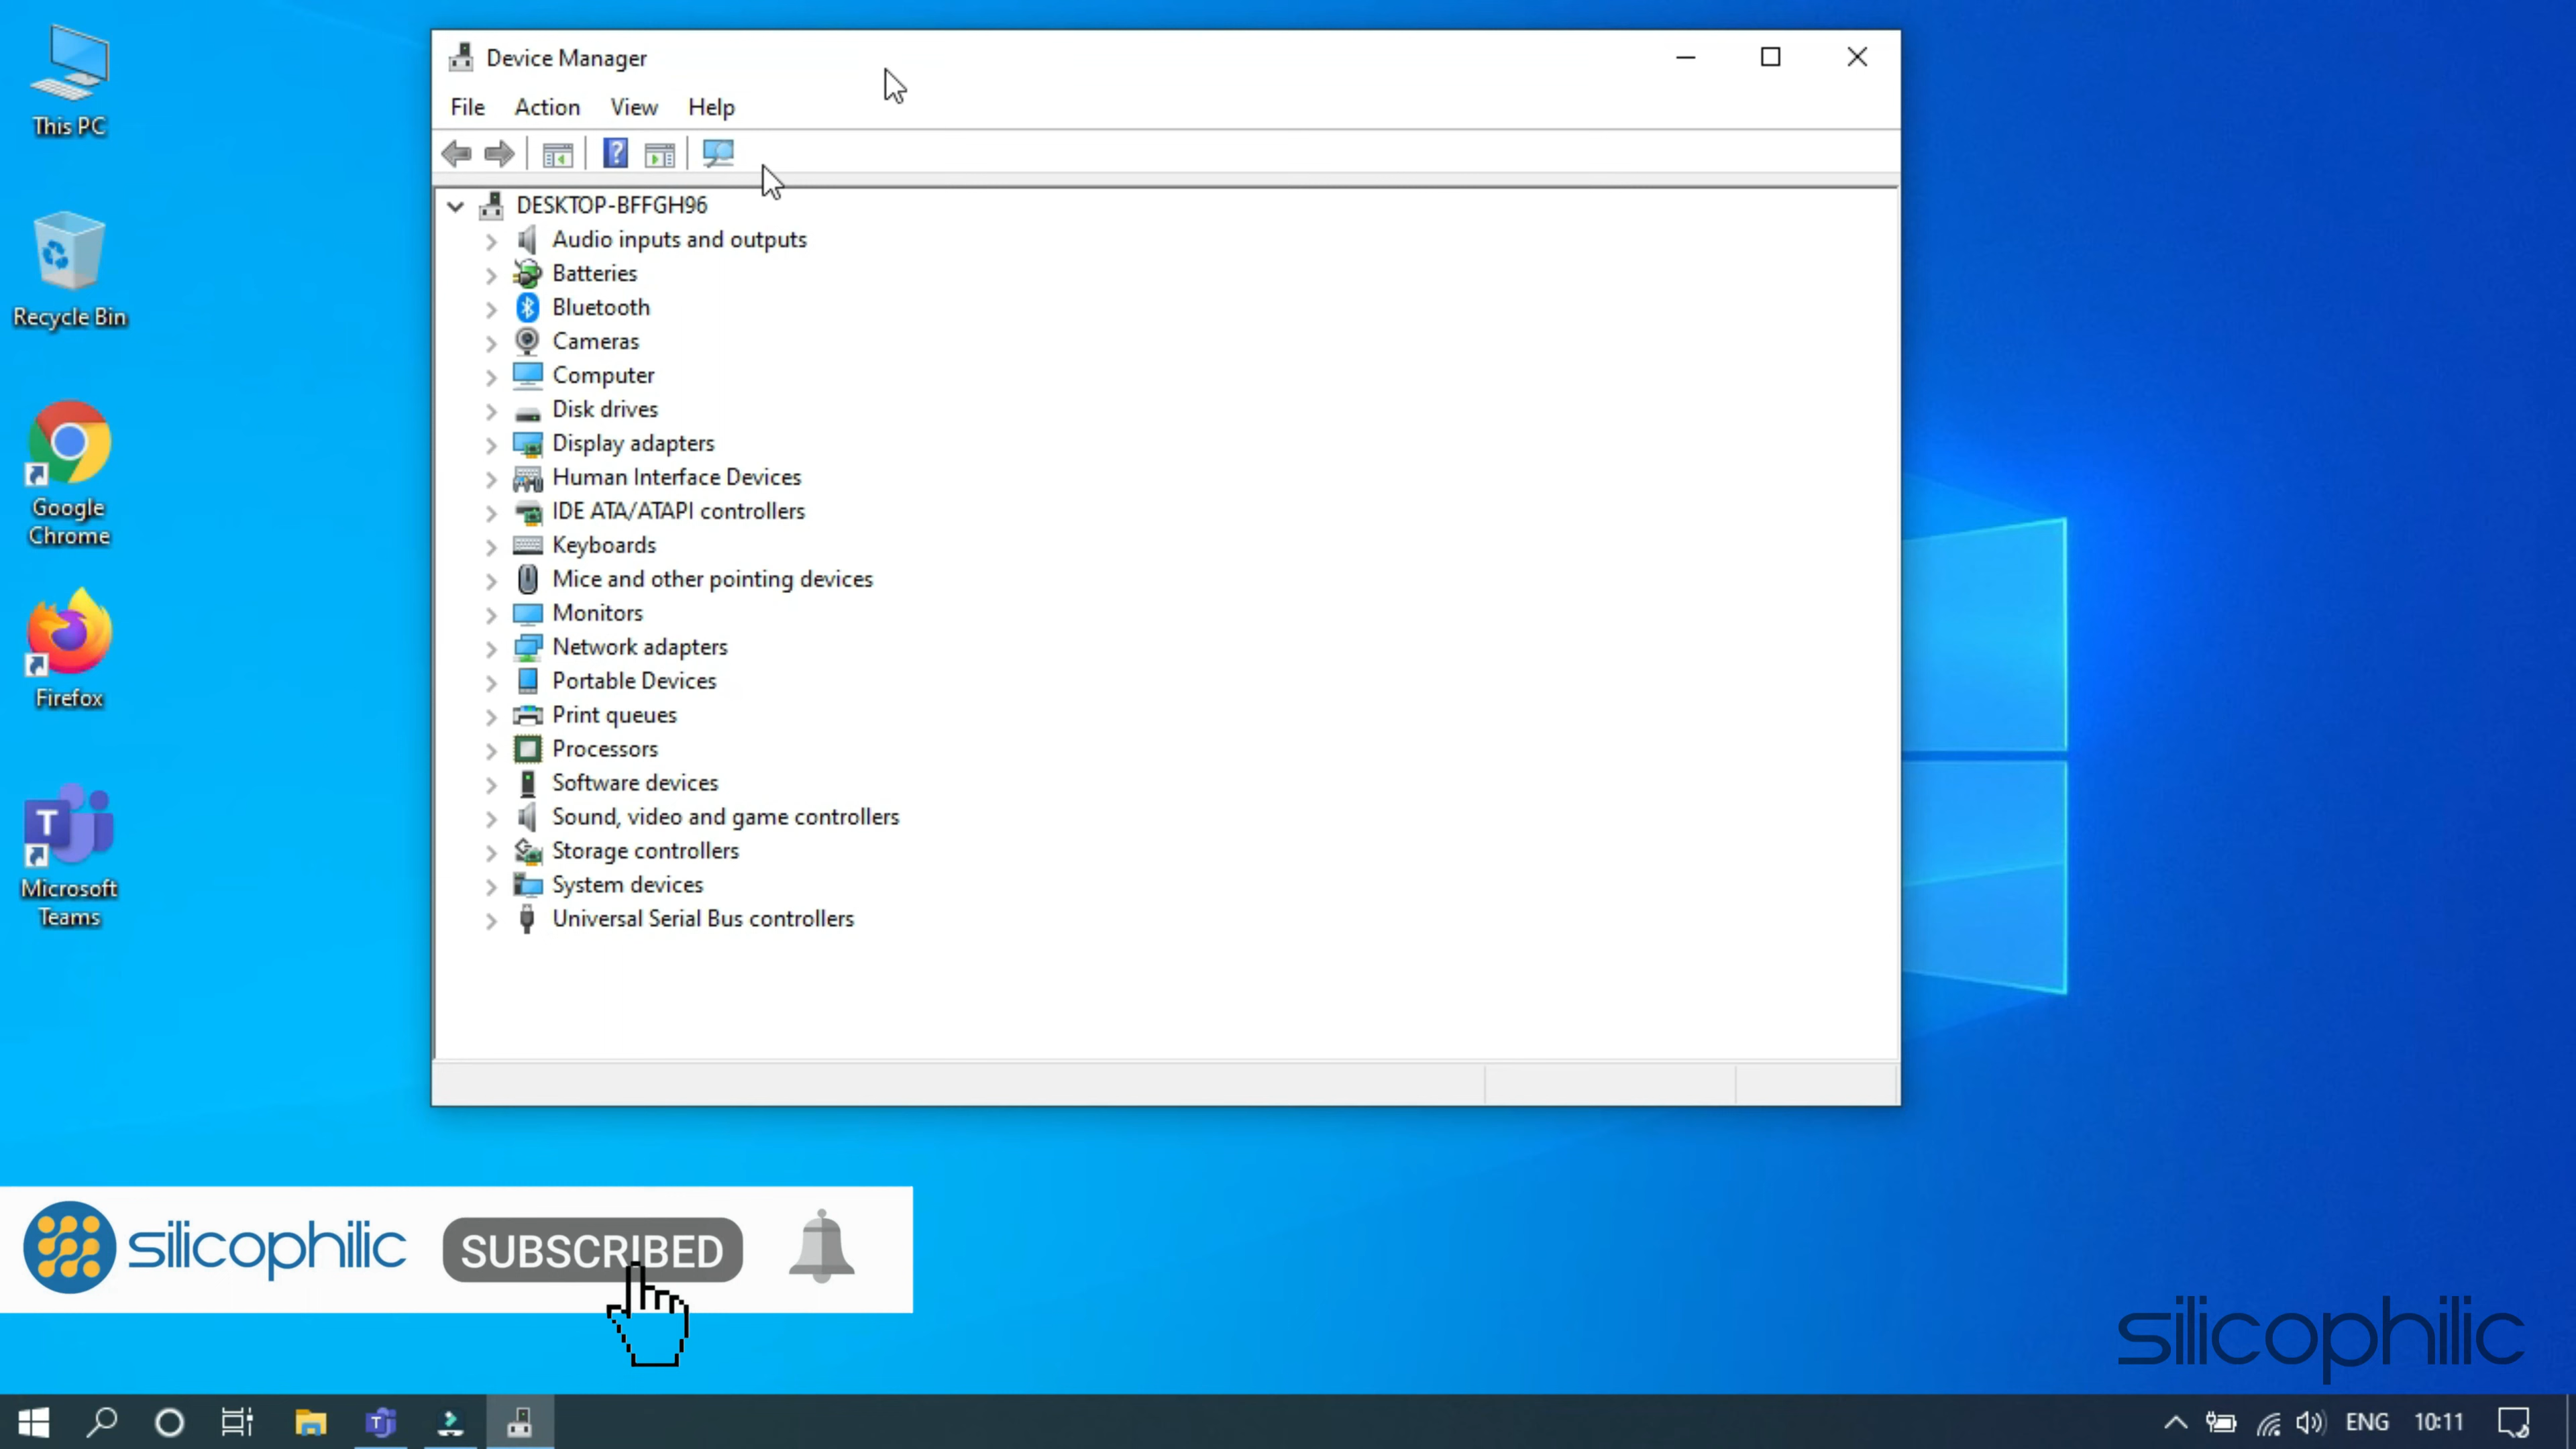 This PC
Recycle Bin
Google
Chrome
Firefox
T
Microsoft
Teams
Device Manager
File Action View Help
DESKTOP-BFFGH96
Audio inputs and outputs
Batteries
Bluetooth
Cameras
Computer
Disk drives
Display adapters
Human Interface Devices
IDE ATA/ATAPI controllers
Keyboards
Mice and other pointing devices
Monitors
Network adapters
Portable Devices
Print queues
Processors
Software devices
Sound, video and game controllers
Storage controllers
System devices
Universal Serial Bus controllers
silicophilic SUBSCRIBED
silicophilic
ENG 10:11